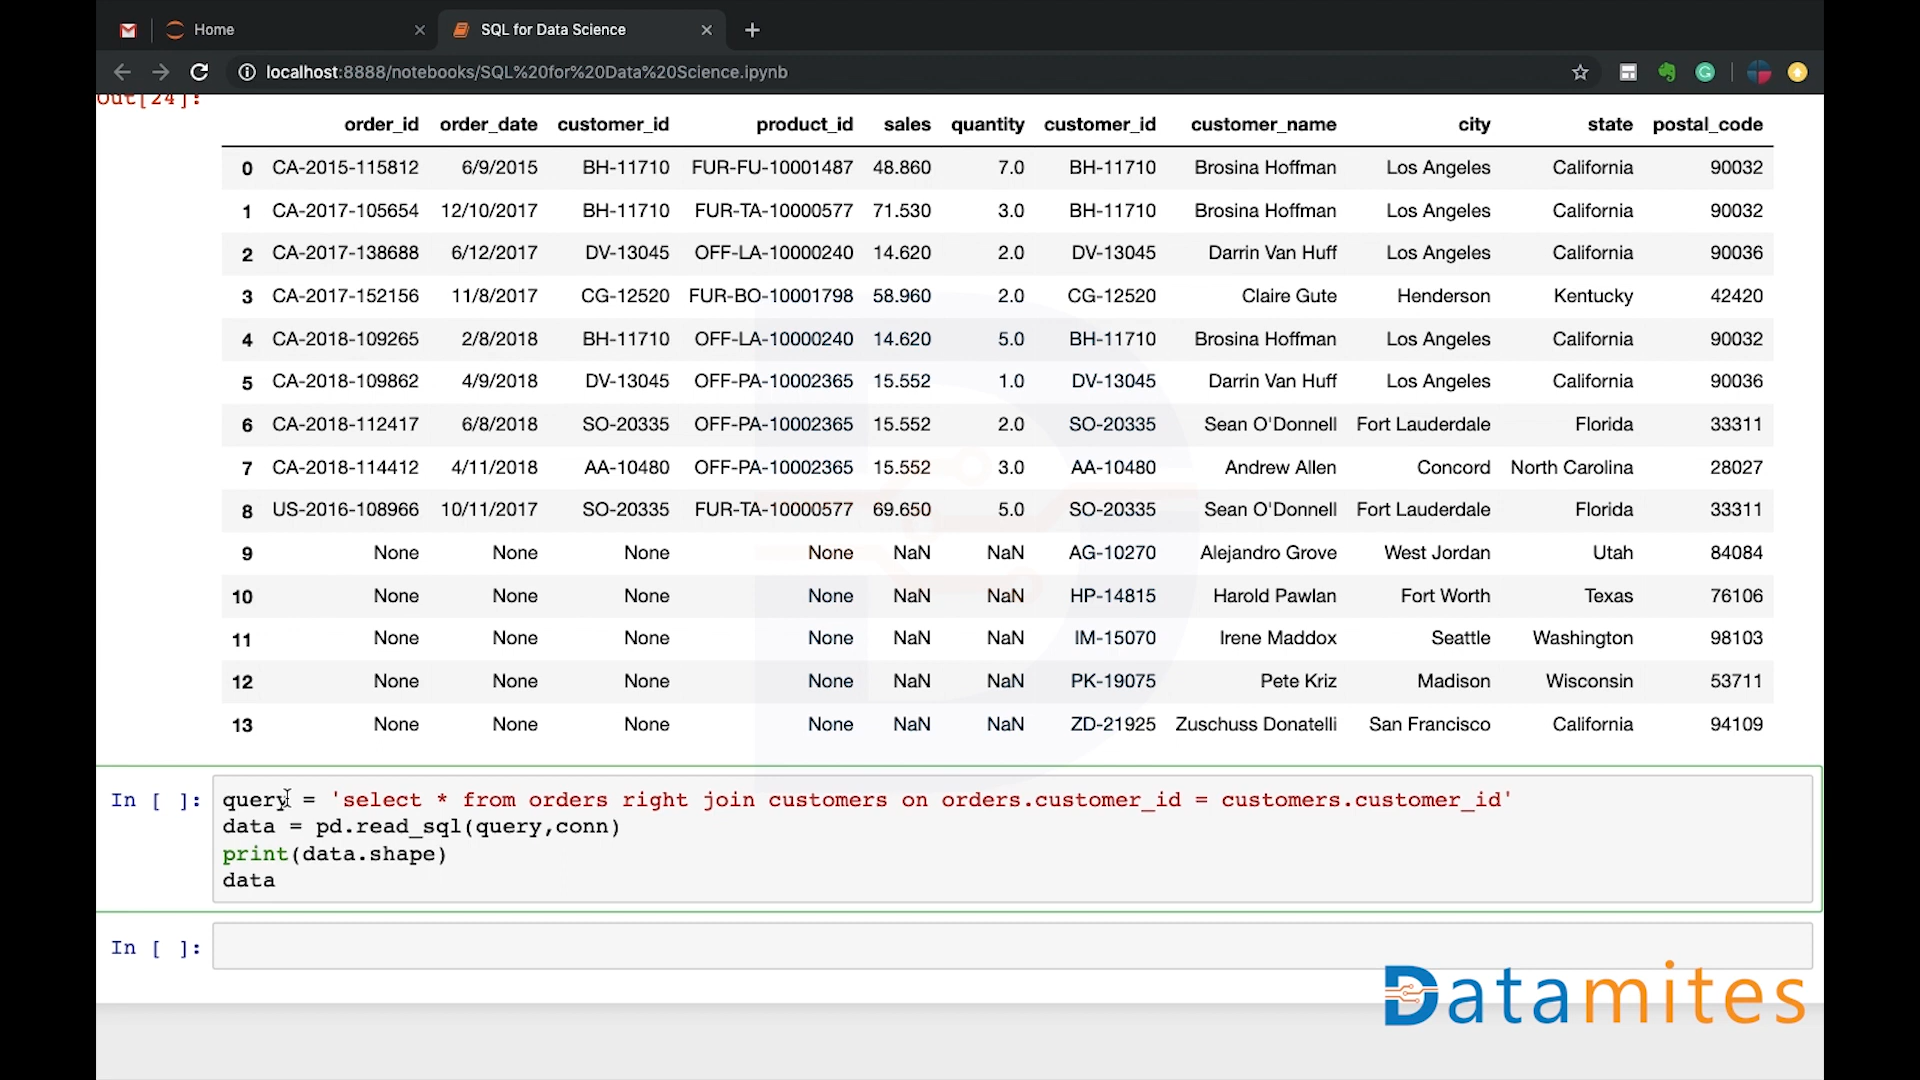 Home
SQL for Data Science
localhost:8888/notebooks/SQL%20for%20Data%20Science.ipynb
Out[24]:
order_id order_date customer_id product_id sales quantity customer_id customer_name city state postal_code
0 CA-2015-115812 6/9/2015 BH-11710 FUR-FU-10001487 48.860 7.0 BH-11710 Brosina Hoffman Los Angeles California 90032
1 CA-2017-105654 12/10/2017 BH-11710 FUR-TA-10000577 71.530 3.0 BH-11710 Brosina Hoffman Los Angeles California 90032
2 CA-2017-138688 6/12/2017 DV-13045 OFF-LA-10000240 14.620 2.0 DV-13045 Darrin Van Huff Los Angeles California 90036
3 CA-2017-152156 11/8/2017 CG-12520 FUR-BO-10001798 58.960 2.0 CG-12520 Claire Gute Henderson Kentucky 42420
4 CA-2018-109265 2/8/2018 BH-11710 OFF-LA-10000240 14.620 5.0 BH-11710 Brosina Hoffman Los Angeles California 90032
5 CA-2018-109862 4/9/2018 DV-13045 OFF-PA-10002365 15.552 1.0 DV-13045 Darrin Van Huff Los Angeles California 90036
6 CA-2018-112417 6/8/2018 SO-20335 OFF-PA-10002365 15.552 2.0 SO-20335 Sean O'Donnell Fort Lauderdale Florida 33311
7 CA-2018-114412 4/11/2018 AA-10480 OFF-PA-10002365 15.552 3.0 AA-10480 Andrew Allen Concord North Carolina 28027
8 US-2016-108966 10/11/2017 SO-20335 FUR-TA-10000577 69.650 5.0 SO-20335 Sean O'Donnell Fort Lauderdale Florida 33311
9 None None None None NaN NaN AG-10270 Alejandro Grove West Jordan Utah 84084
10 None None None None NaN NaN HP-14815 Harold Pawlan Fort Worth Texas 76106
11 None None None None NaN NaN IM-15070 Irene Maddox Seattle Washington 98103
12 None None None None NaN NaN PK-19075 Pete Kriz Madison Wisconsin 53711
13 None None None None NaN NaN ZD-21925 Zuschuss Donatelli San Francisco California 94109
In [ ]: query = 'select * from orders right join customers on orders.customer_id = customers.customer_id'
data = pd.read_sql(query,conn)
print(data.shape)
data
In [ ]:
Datamites